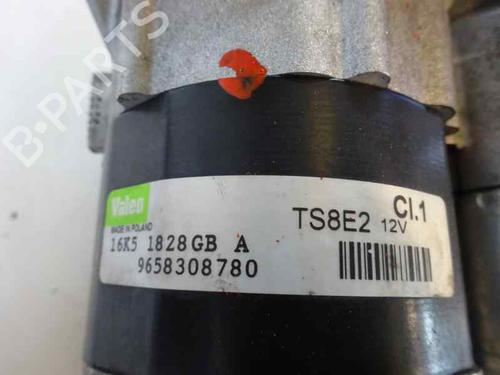 B-PARTS
Valeo
MADE IN POLAND
TS8E2 12V Cl.1
16K5 1828GB A
9658308780